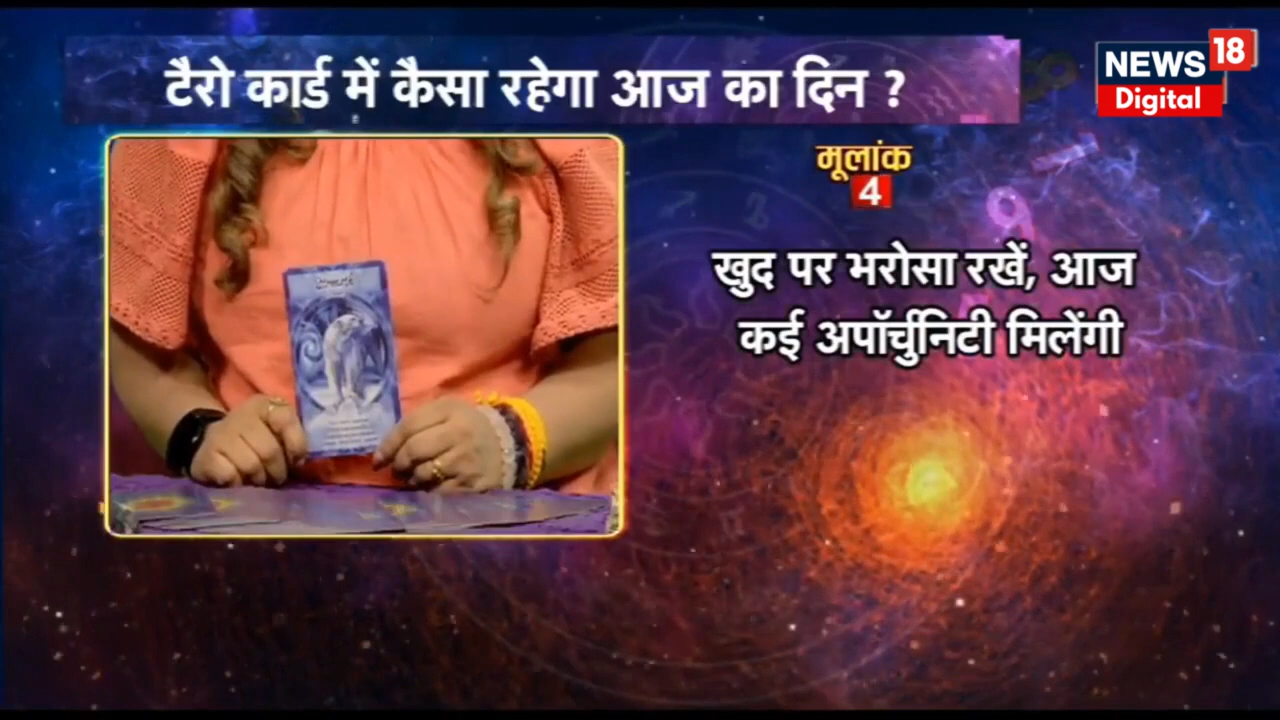 टैरो कार्ड में कैसा रहेगा आज का दिन ?
NEWS 18
Digital
मूलांक
4
खुद पर भरोसा रखें, आज
कई अपॉर्चुनिटी मिलेंगी